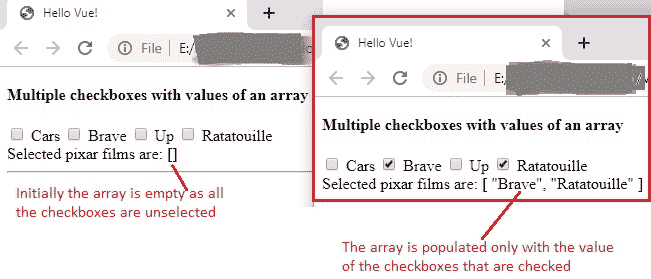 Hello Vue!
File | E:/
Multiple checkboxes with values of an array
Cars Brave Up Ratatouille
Selected pixar films are: []
Initially the array is empty as all
the checkboxes are unselected
Hello Vue!
File | E:/
Multiple checkboxes with values of an array
Cars Brave Up Ratatouille
Selected pixar films are: [ "Brave", "Ratatouille" ]
The array is populated only with the value
of the checkboxes that are checked